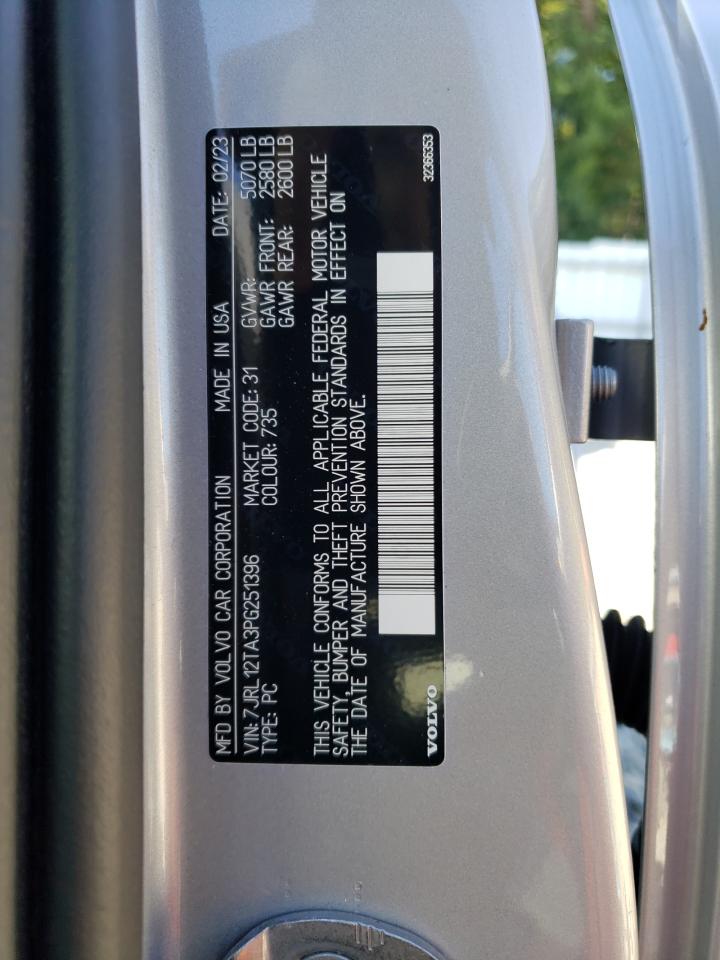 MFD BY VOLVO CAR CORPORATION MADE IN USA DATE: 02/23
VIN: 7JRL12TA3PG251396 MARKET CODE: 31 GVWR: 5070 LB
TYPE: PC COLOUR: 735 GAWR FRONT: 2580 LB
GAWR REAR: 2600 LB
THIS VEHICLE CONFORMS TO ALL APPLICABLE FEDERAL MOTOR VEHICLE
SAFETY, BUMPER AND THEFT PREVENTION STANDARDS IN EFFECT ON
THE DATE OF MANUFACTURE SHOWN ABOVE.
VOLVO 32366353